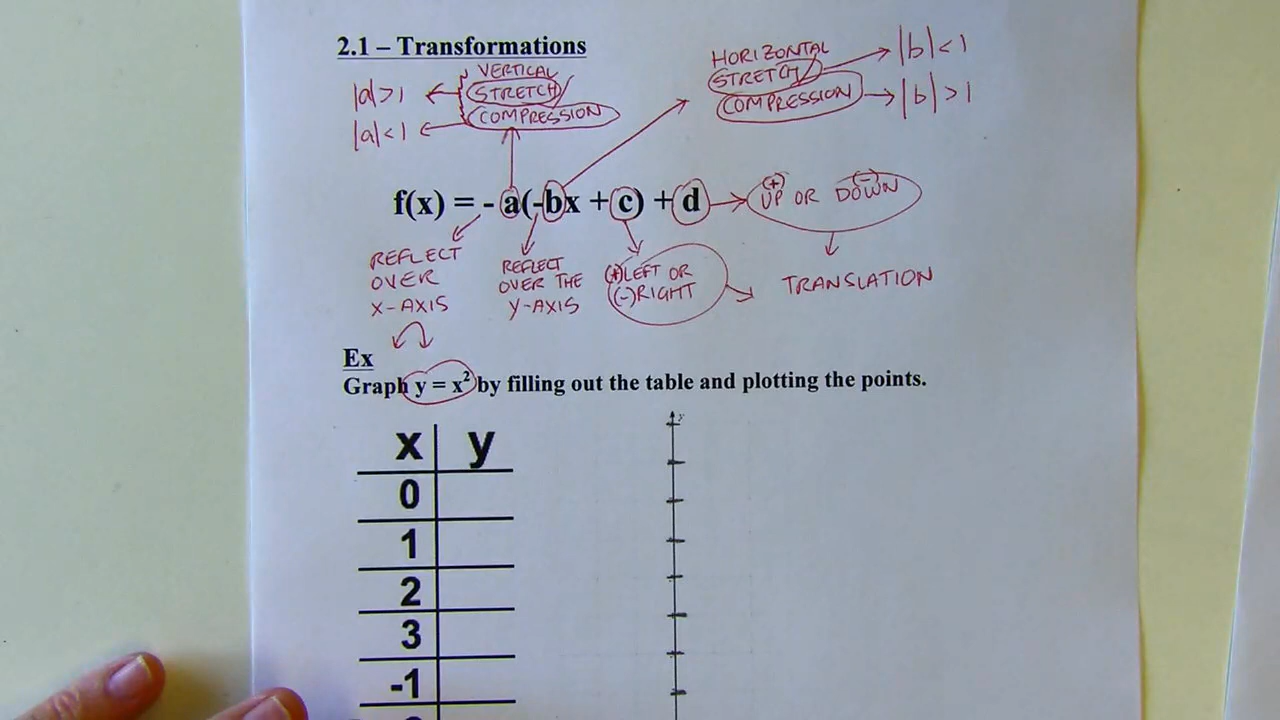 2.1 – Transformations
VERTICAL
STRETCH/
COMPRESSION
|a|>1
|a|<1
HORIZONTAL
STRETCH/
COMPRESSION
|b|<1
|b|>1
f(x) = -a(-bx + c) + d
(+) (-)
UP OR DOWN
REFLECT
OVER
X-AXIS
REFLECT
OVER THE
Y-AXIS
(+)LEFT OR
(-)RIGHT
TRANSLATION
Ex
Graph y = x² by filling out the table and plotting the points.
x y
0
1
2
3
-1
y